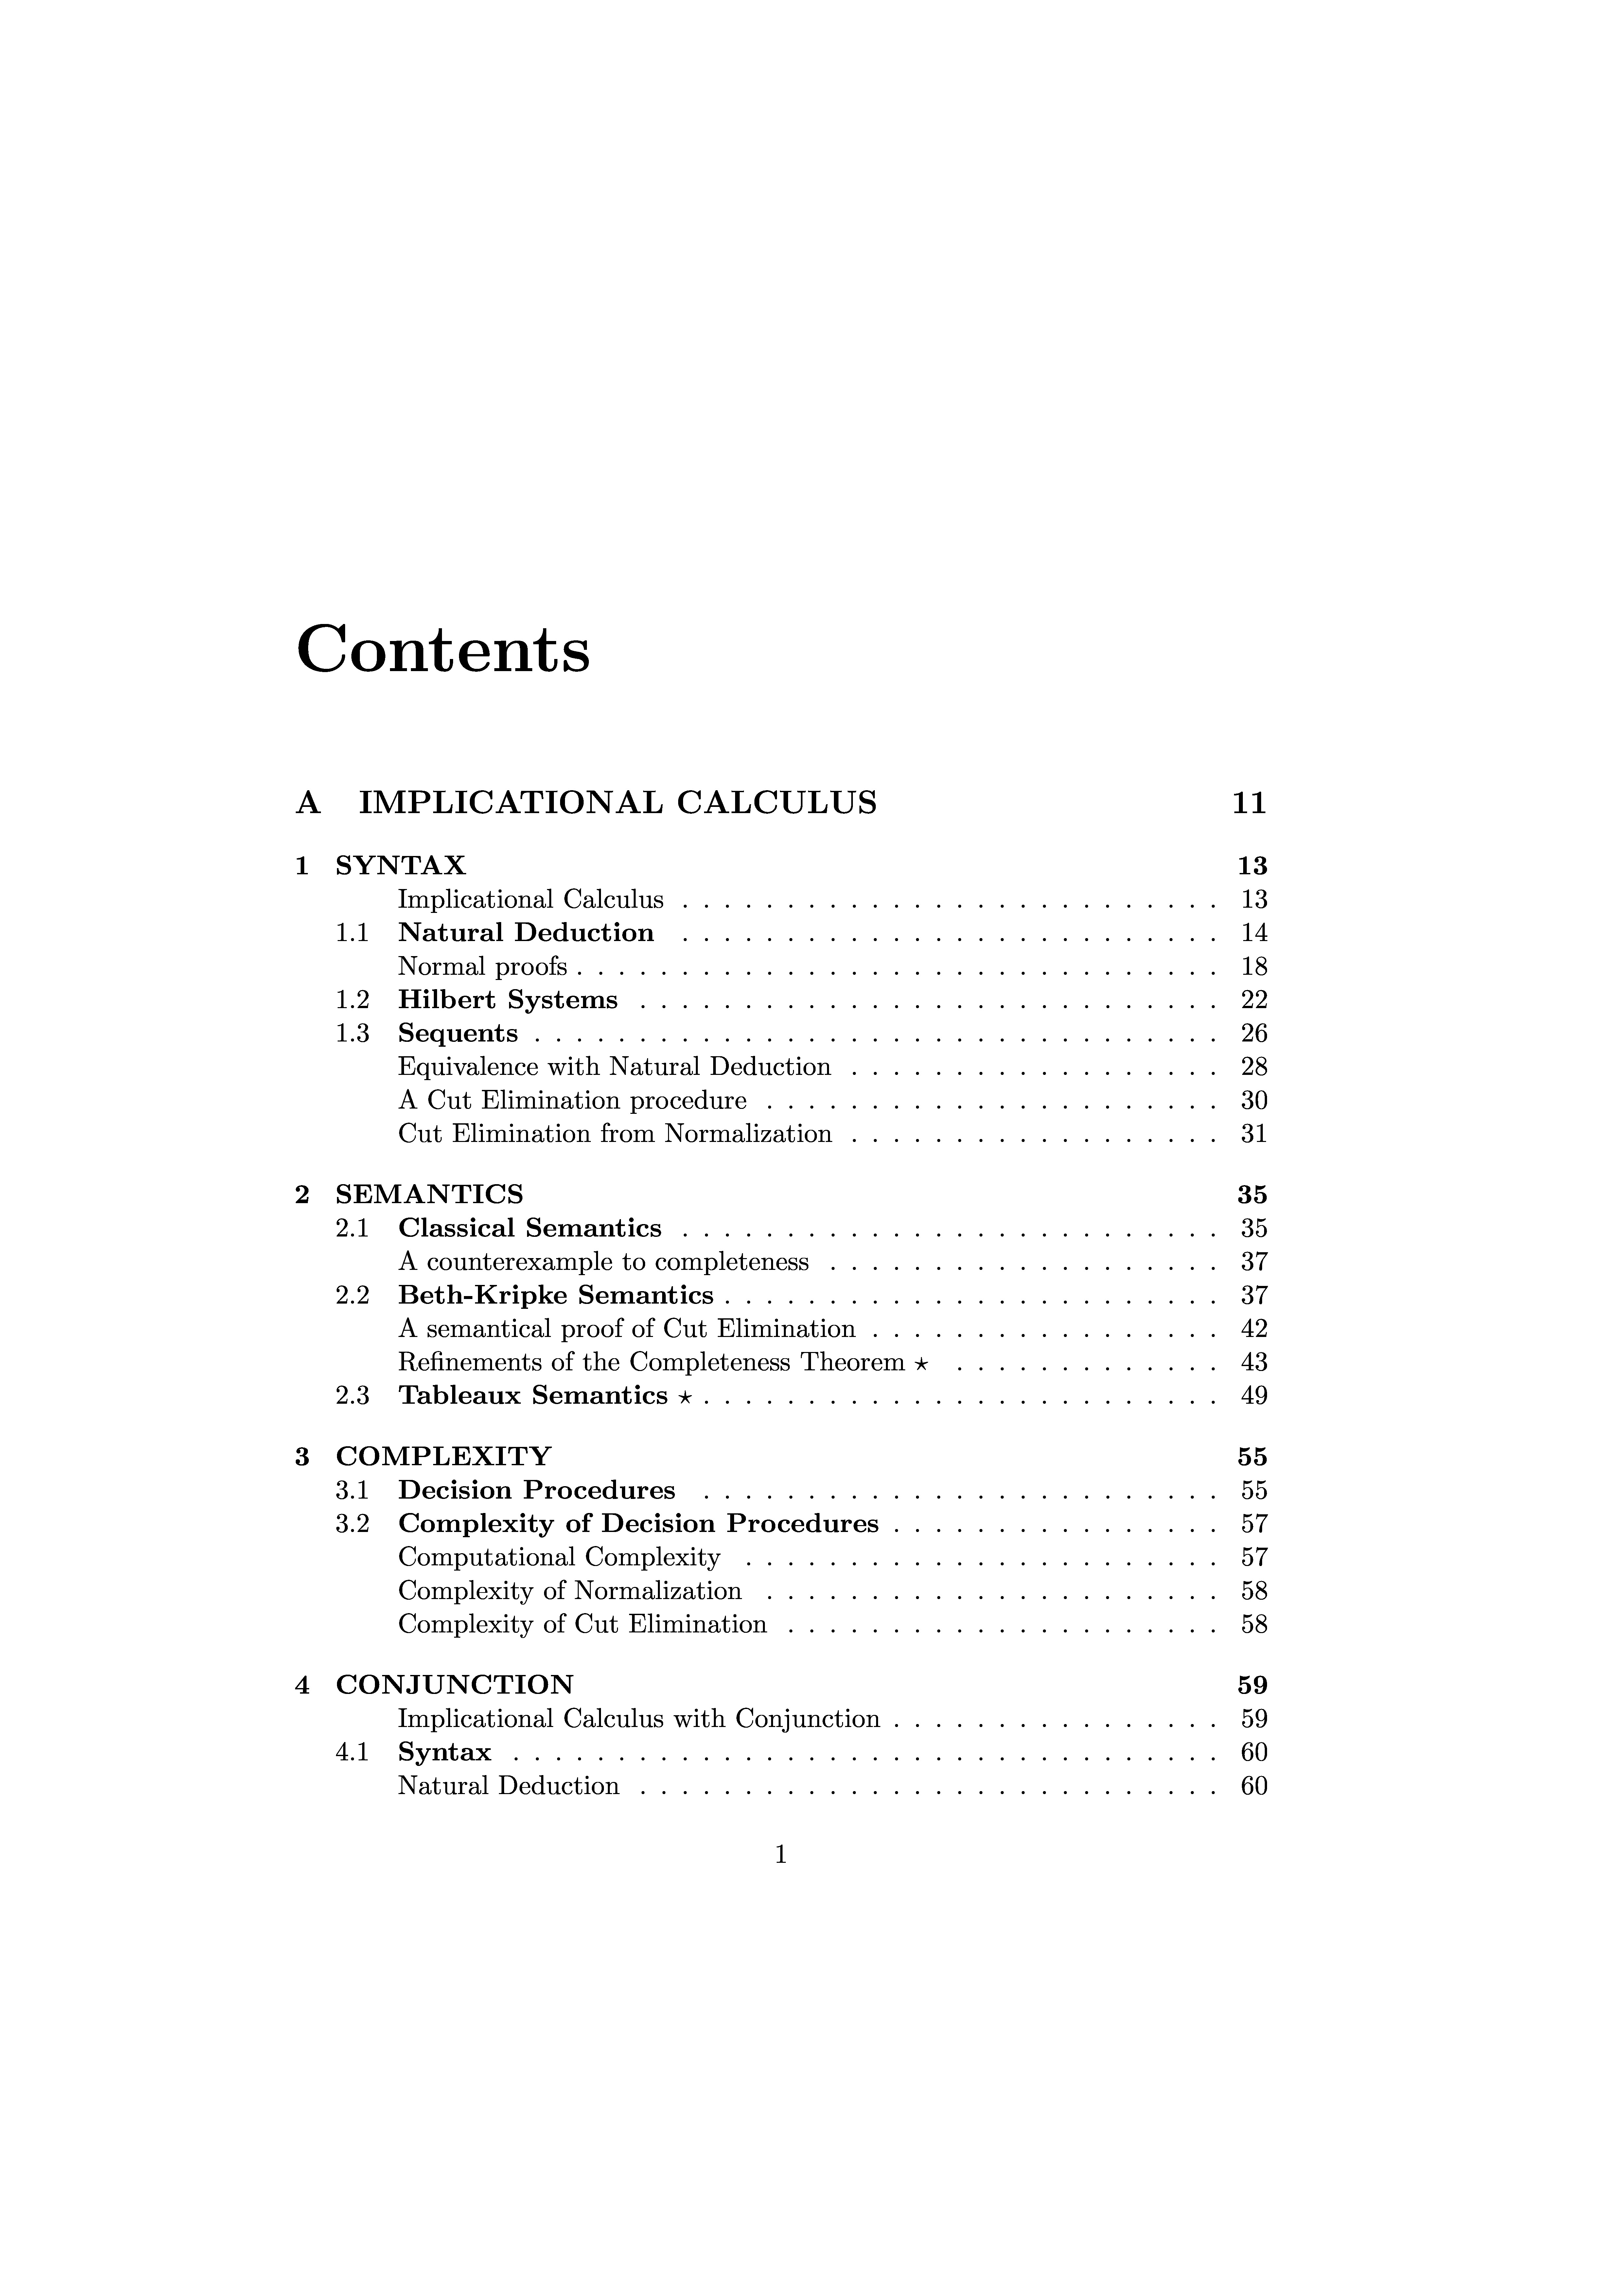 Contents
A IMPLICATIONAL CALCULUS 11
1 SYNTAX 13
Implicational Calculus . . . . . . . . . . . . . . . . . . . . . . . . . . 13
1.1 Natural Deduction . . . . . . . . . . . . . . . . . . . . . . . . . . 14
Normal proofs . . . . . . . . . . . . . . . . . . . . . . . . . . . . . . . 18
1.2 Hilbert Systems . . . . . . . . . . . . . . . . . . . . . . . . . . . . 22
1.3 Sequents . . . . . . . . . . . . . . . . . . . . . . . . . . . . . . . . . 26
Equivalence with Natural Deduction . . . . . . . . . . . . . . . . . . 28
A Cut Elimination procedure . . . . . . . . . . . . . . . . . . . . . . 30
Cut Elimination from Normalization . . . . . . . . . . . . . . . . . . 31
2 SEMANTICS 35
2.1 Classical Semantics . . . . . . . . . . . . . . . . . . . . . . . . . . 35
A counterexample to completeness . . . . . . . . . . . . . . . . . . . 37
2.2 Beth-Kripke Semantics . . . . . . . . . . . . . . . . . . . . . . . . 37
A semantical proof of Cut Elimination . . . . . . . . . . . . . . . . . 42
Refinements of the Completeness Theorem ⋆ . . . . . . . . . . . . . 43
2.3 Tableaux Semantics ⋆ . . . . . . . . . . . . . . . . . . . . . . . . . 49
3 COMPLEXITY 55
3.1 Decision Procedures . . . . . . . . . . . . . . . . . . . . . . . . . 55
3.2 Complexity of Decision Procedures . . . . . . . . . . . . . . . . 57
Computational Complexity . . . . . . . . . . . . . . . . . . . . . . . 57
Complexity of Normalization . . . . . . . . . . . . . . . . . . . . . . 58
Complexity of Cut Elimination . . . . . . . . . . . . . . . . . . . . . 58
4 CONJUNCTION 59
Implicational Calculus with Conjunction . . . . . . . . . . . . . . . . 59
4.1 Syntax . . . . . . . . . . . . . . . . . . . . . . . . . . . . . . . . . . 60
Natural Deduction . . . . . . . . . . . . . . . . . . . . . . . . . . . . 60
1